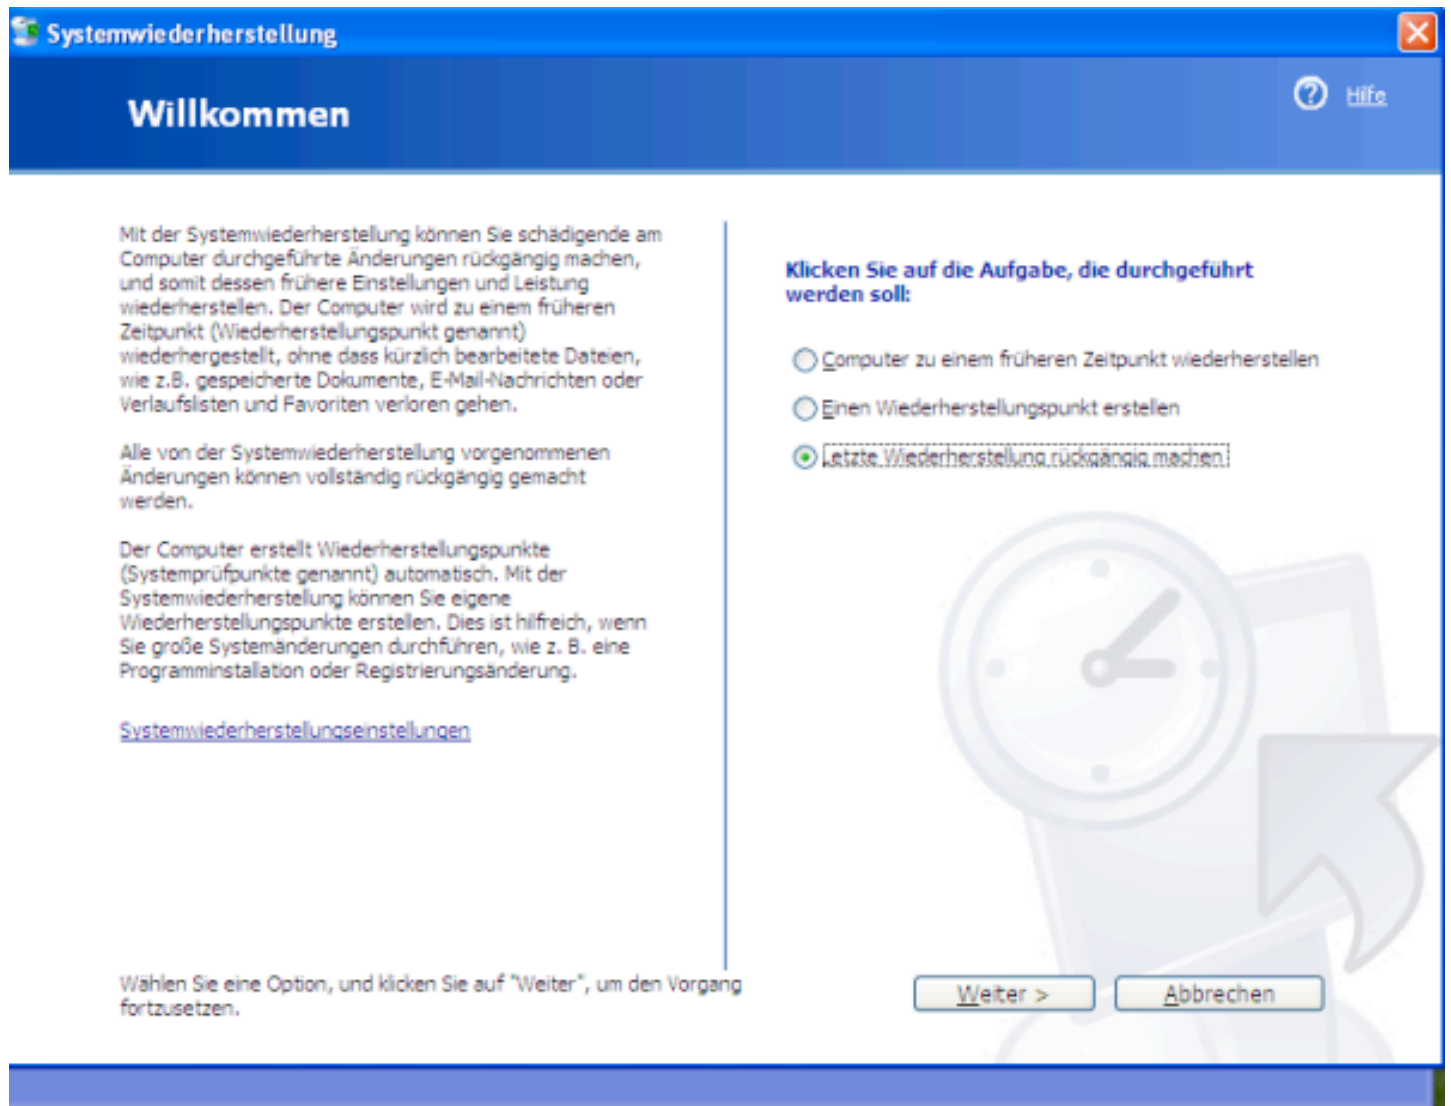 Systemwiederherstellung
Willkommen
Hilfe
Mit der Systemwiederherstellung können Sie schädigende am
Computer durchgeführte Änderungen rückgängig machen,
und somit dessen frühere Einstellungen und Leistung
wiederherstellen. Der Computer wird zu einem früheren
Zeitpunkt (Wiederherstellungspunkt genannt)
wiederhergestellt, ohne dass kürzlich bearbeitete Dateien,
wie z.B. gespeicherte Dokumente, E-Mail-Nachrichten oder
Verlaufslisten und Favoriten verloren gehen.
Alle von der Systemwiederherstellung vorgenommenen
Änderungen können vollständig rückgängig gemacht
werden.
Der Computer erstellt Wiederherstellungspunkte
(Systemprüfpunkte genannt) automatisch. Mit der
Systemwiederherstellung können Sie eigene
Wiederherstellungspunkte erstellen. Dies ist hilfreich, wenn
Sie große Systemänderungen durchführen, wie z. B. eine
Programminstallation oder Registrierungsänderung.
Systemwiederherstellungseinstellungen
Klicken Sie auf die Aufgabe, die durchgeführt
werden soll:
Computer zu einem früheren Zeitpunkt wiederherstellen
Einen Wiederherstellungspunkt erstellen
Letzte Wiederherstellung rückgängig machen
Wählen Sie eine Option, und klicken Sie auf "Weiter", um den Vorgang
fortzusetzen.
Weiter >
Abbrechen